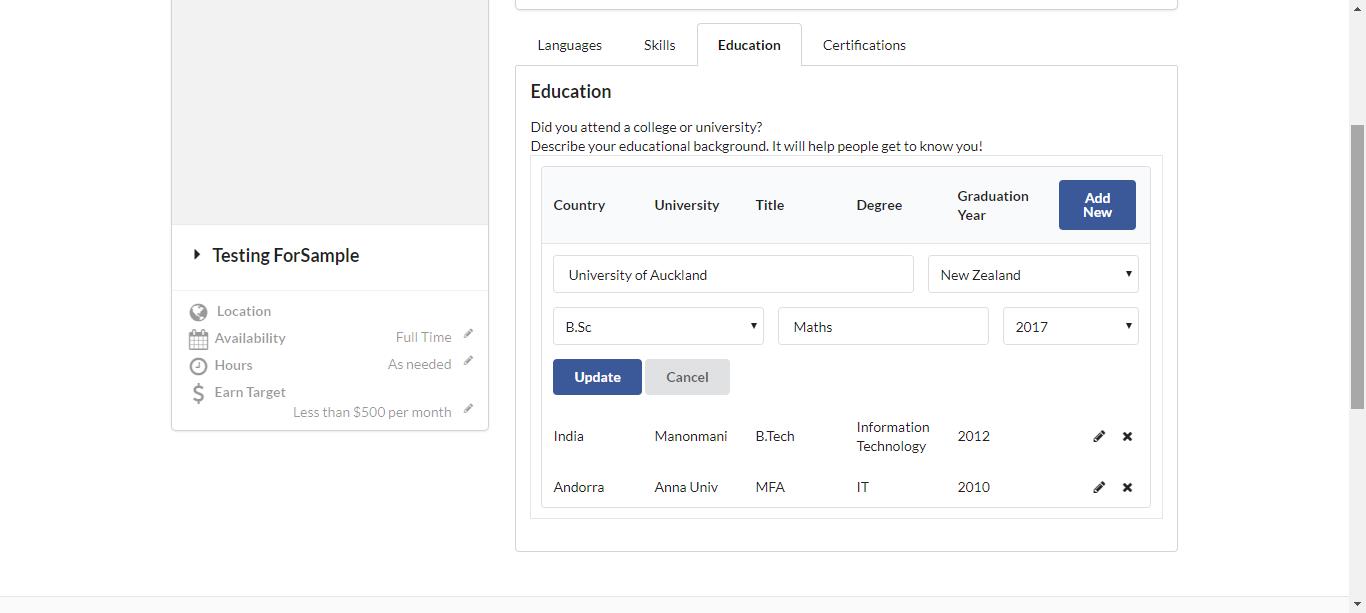 Languages Skills Education Certifications
Education
Did you attend a college or university?
Describe your educational background. It will help people get to know you!
Country University Title Degree Graduation Year Add New
University of Auckland New Zealand
B.Sc Maths 2017
Update Cancel
India Manonmani B.Tech Information Technology 2012
Andorra Anna Univ MFA IT 2010
Testing ForSample
Location
Availability Full Time
Hours As needed
Earn Target
Less than $500 per month